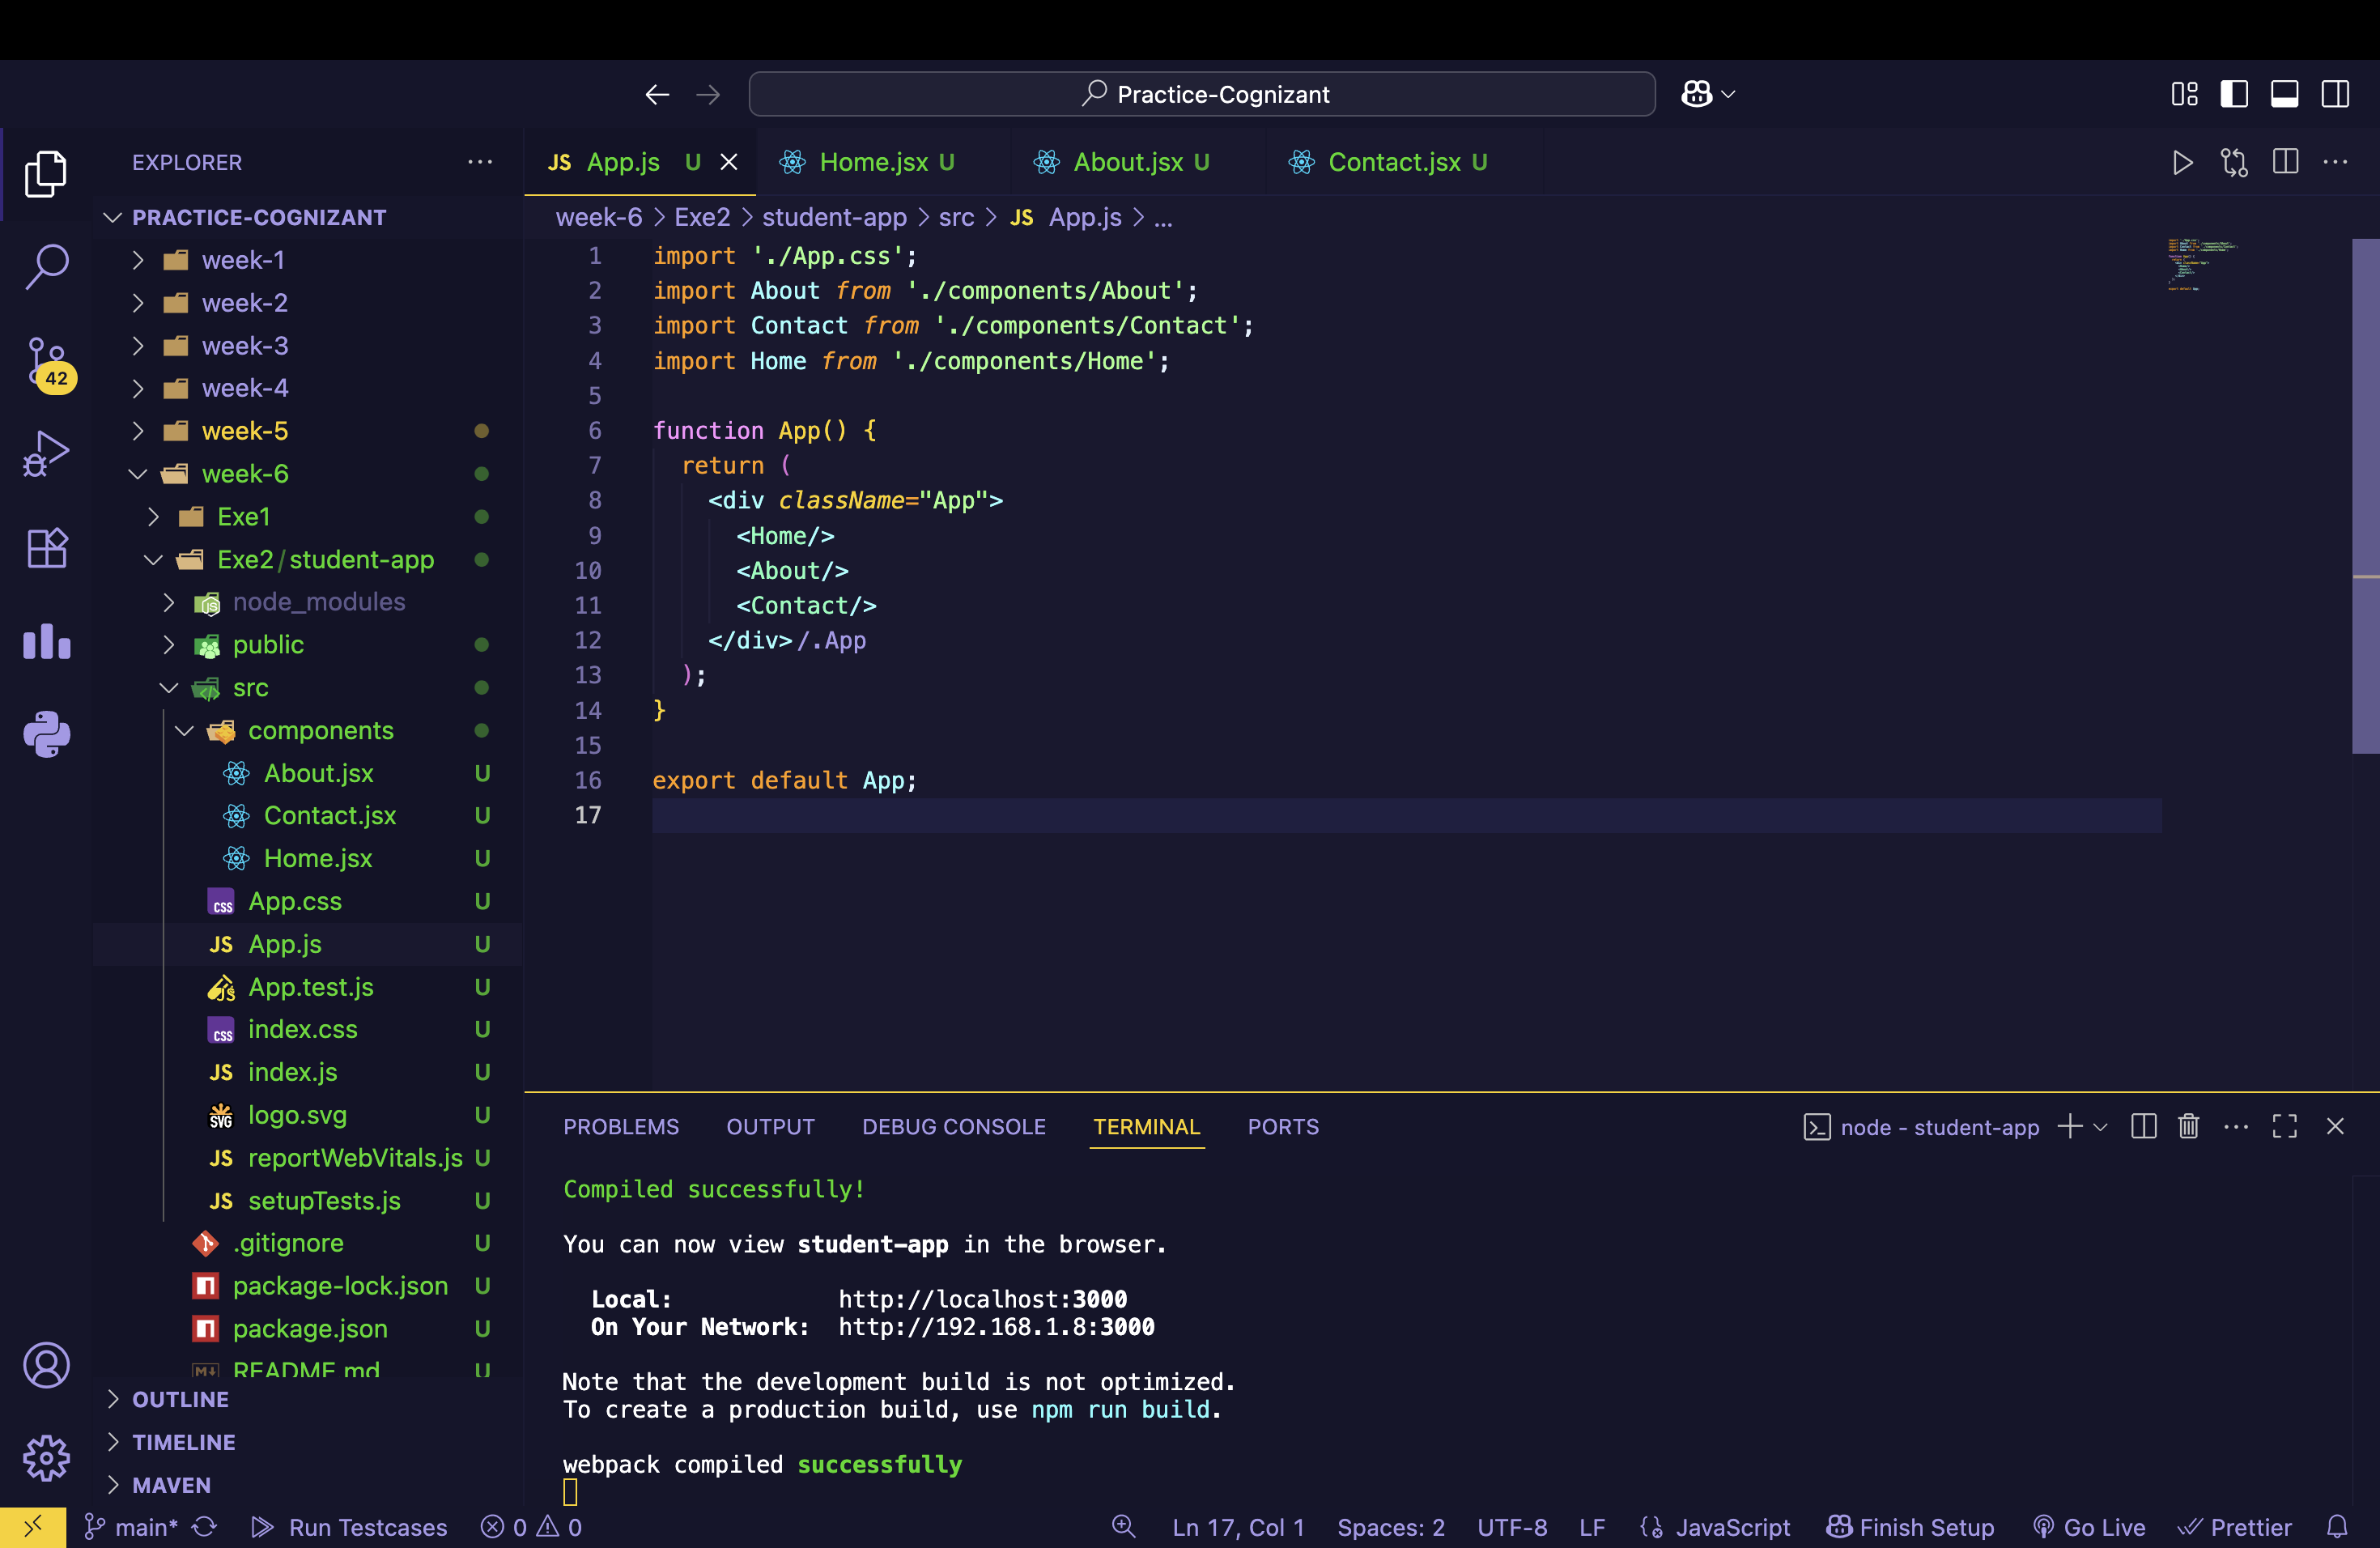 Practice-Cognizant
EXPLORER
PRACTICE-COGNIZANT
week-1
week-2
week-3
week-4
week-5
week-6
Exe1
Exe2/student-app
node_modules
public
src
components
About.jsx U
Contact.jsx U
Home.jsx U
App.css U
JS App.js U
App.test.js U
index.css U
JS index.js U
logo.svg U
JS reportWebVitals.js U
JS setupTests.js U
.gitignore U
package-lock.json U
package.json U
README.md U
OUTLINE
TIMELINE
MAVEN
42
JS App.js U
Home.jsx U
About.jsx U
Contact.jsx U
week-6 > Exe2 > student-app > src > JS App.js > ...
1 import './App.css';
2 import About from './components/About';
3 import Contact from './components/Contact';
4 import Home from './components/Home';
5
6 function App() {
7 return (
8 <div className="App">
9 <Home/>
10 <About/>
11 <Contact/>
12 </div>/.App
13 );
14 }
15
16 export default App;
17
PROBLEMS OUTPUT DEBUG CONSOLE TERMINAL PORTS
node - student-app
Compiled successfully!
You can now view student-app in the browser.
Local: http://localhost:3000
On Your Network: http://192.168.1.8:3000
Note that the development build is not optimized.
To create a production build, use npm run build.
webpack compiled successfully
main* Run Testcases 0 0 Ln 17, Col 1 Spaces: 2 UTF-8 LF JavaScript Finish Setup Go Live Prettier